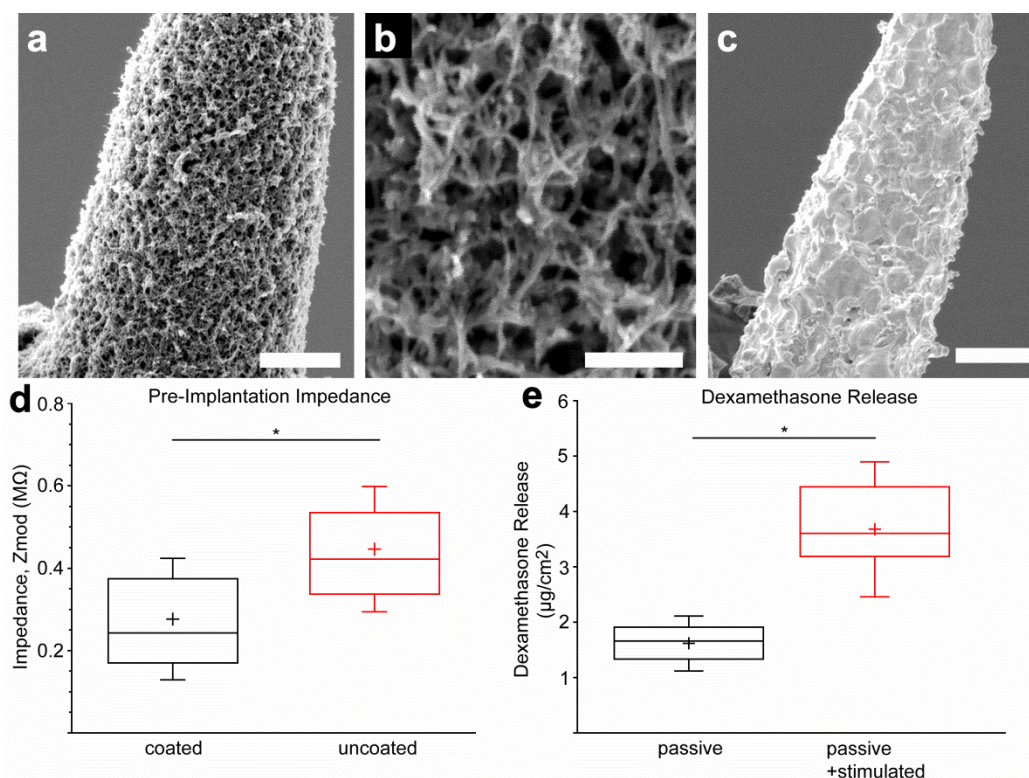 a
b
c
d
Pre-Implantation Impedance
Impedance, Zmod (MΩ)
0.8
0.6
0.4
0.2
*
coated
uncoated
e
Dexamethasone Release
Dexamethasone Release
(µg/cm2)
6
5
4
3
2
1
*
passive
passive
+stimulated